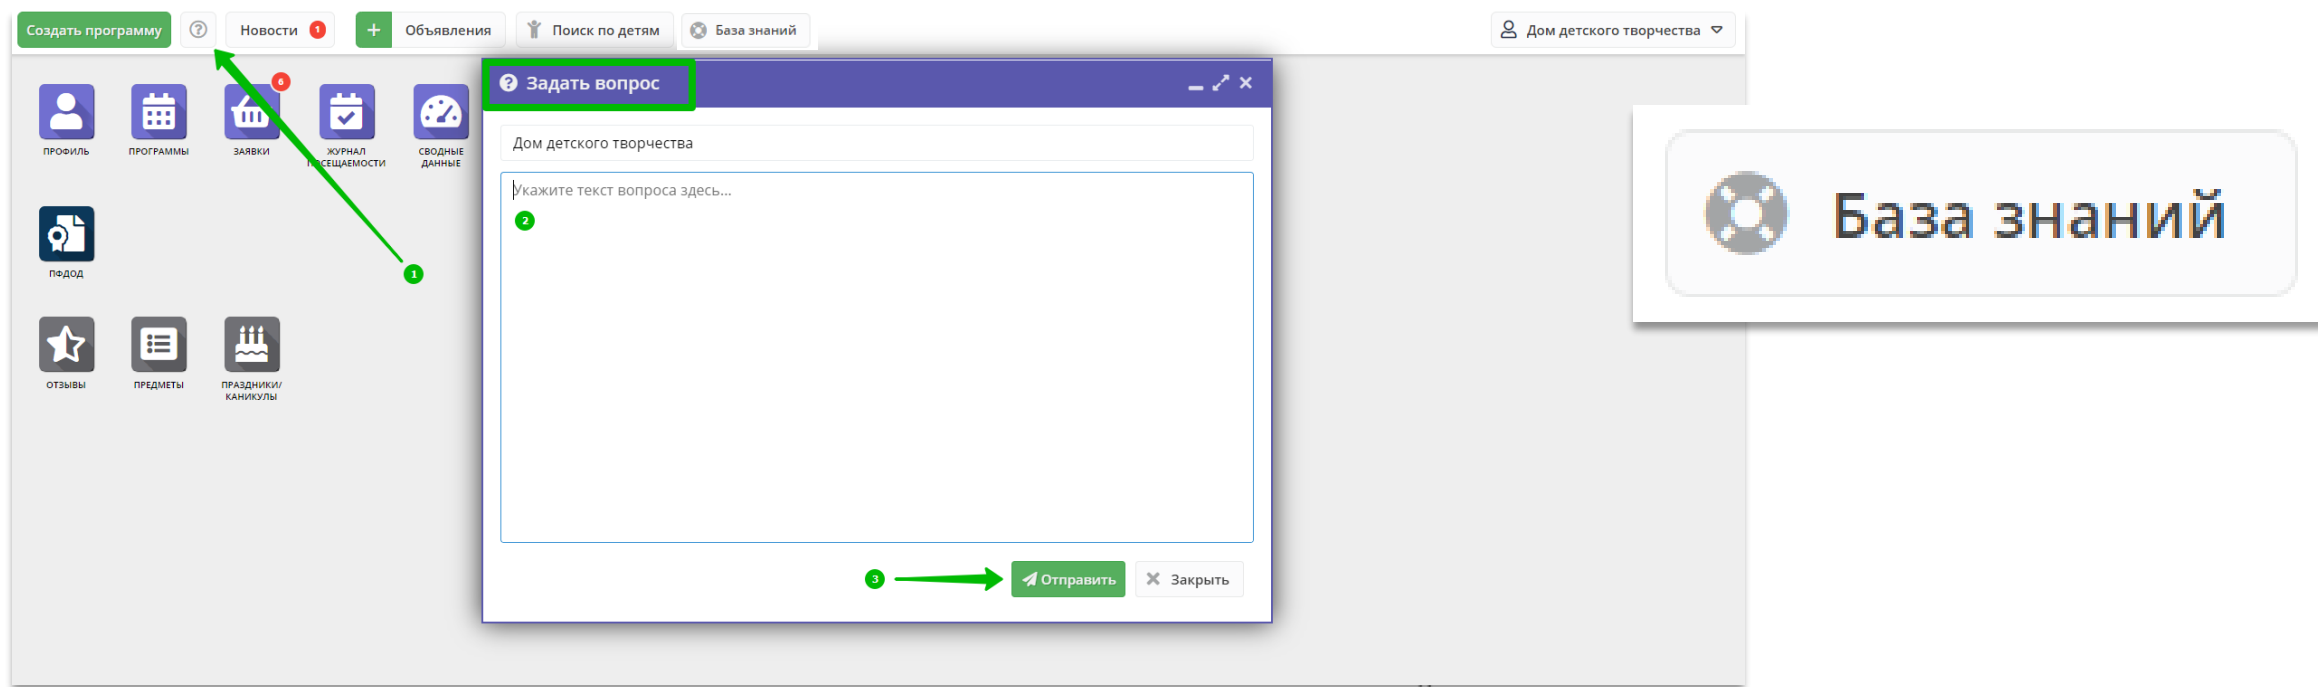 Создать программу
Новости 1
+ Объявления
Поиск по детям
База знаний
Дом детского творчества
6
ПРОФИЛЬ
ПРОГРАММЫ
ЗАЯВКИ
ЖУРНАЛ
ПОСЕЩАЕМОСТИ
СВОДНЫЕ
ДАННЫЕ
ПФДОД
ОТЗЫВЫ
ПРЕДМЕТЫ
ПРАЗДНИКИ/
КАНИКУЛЫ
1
? Задать вопрос
Дом детского творчества
Укажите текст вопроса здесь...
2
3
Отправить
Закрыть
База знаний